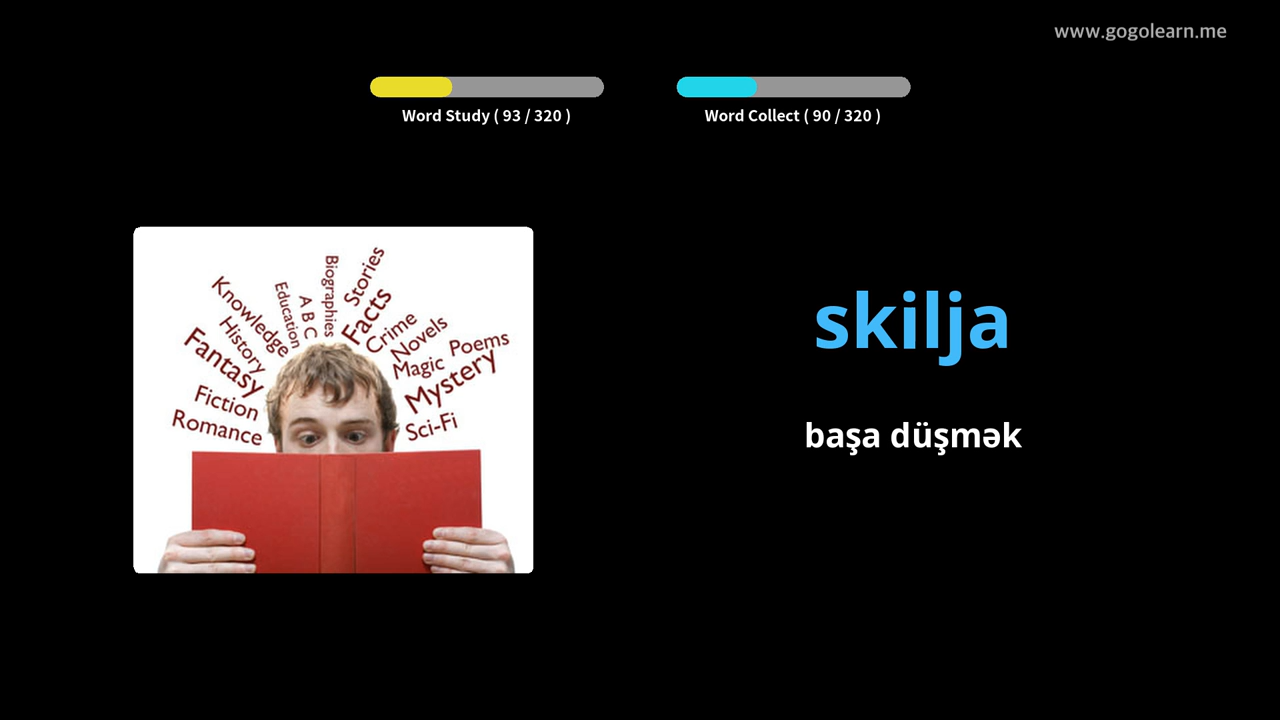 www.gogolearn.me
Word Study ( 93 / 320 )
Word Collect ( 90 / 320 )
Biographies
Stories
Education
A B C
Facts
Knowledge
Crime
History
Novels
Fantasy
Magic
Poems
Mystery
Fiction
Romance
Sci-Fi
skilja
başa düşmək